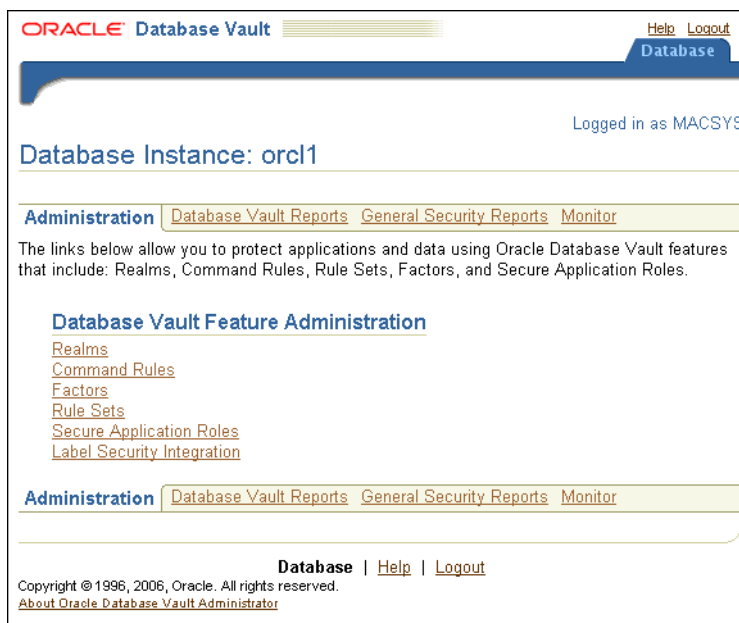 ORACLE Database Vault
Help Logout
Database
Logged in as MACSYS
Database Instance: orcl1
Administration Database Vault Reports General Security Reports Monitor
The links below allow you to protect applications and data using Oracle Database Vault features
that include: Realms, Command Rules, Rule Sets, Factors, and Secure Application Roles.
Database Vault Feature Administration
Realms
Command Rules
Factors
Rule Sets
Secure Application Roles
Label Security Integration
Administration Database Vault Reports General Security Reports Monitor
Database | Help | Logout
Copyright © 1996, 2006, Oracle. All rights reserved.
About Oracle Database Vault Administrator